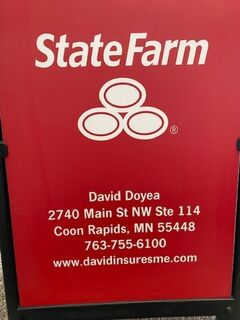 State Farm
®
David Doyea
2740 Main St NW Ste 114
Coon Rapids, MN 55448
763-755-6100
www.davidinsuresme.com